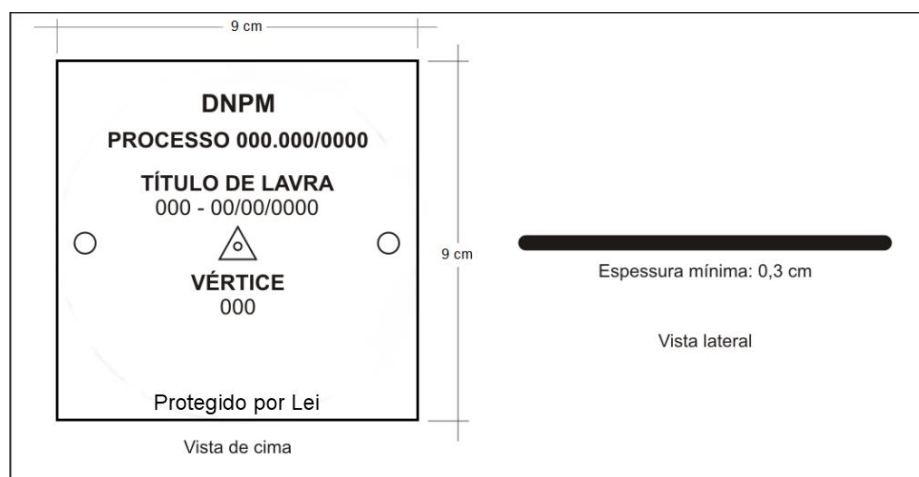 9 cm
DNPM
PROCESSO 000.000/0000
TÍTULO DE LAVRA
000 - 00/00/0000
VÉRTICE
000
Protegido por Lei
Vista de cima
9 cm
Espessura mínima: 0,3 cm
Vista lateral